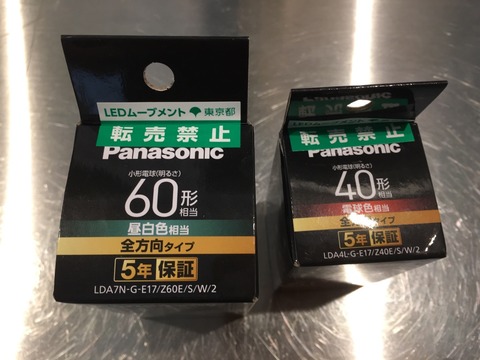 LEDムーブメント 東京都
転売禁止
Panasonic
小形電球(明るさ)
60形
相当
昼白色相当
全方向タイプ
5年保証
LDA7N-G-E17/Z60E/S/W/2
転売禁止
Panasonic
小形電球(明るさ)
40形
相当
電球色相当
全方向タイプ
5年保証
LDA4L-G-E17/Z40E/S/W/2